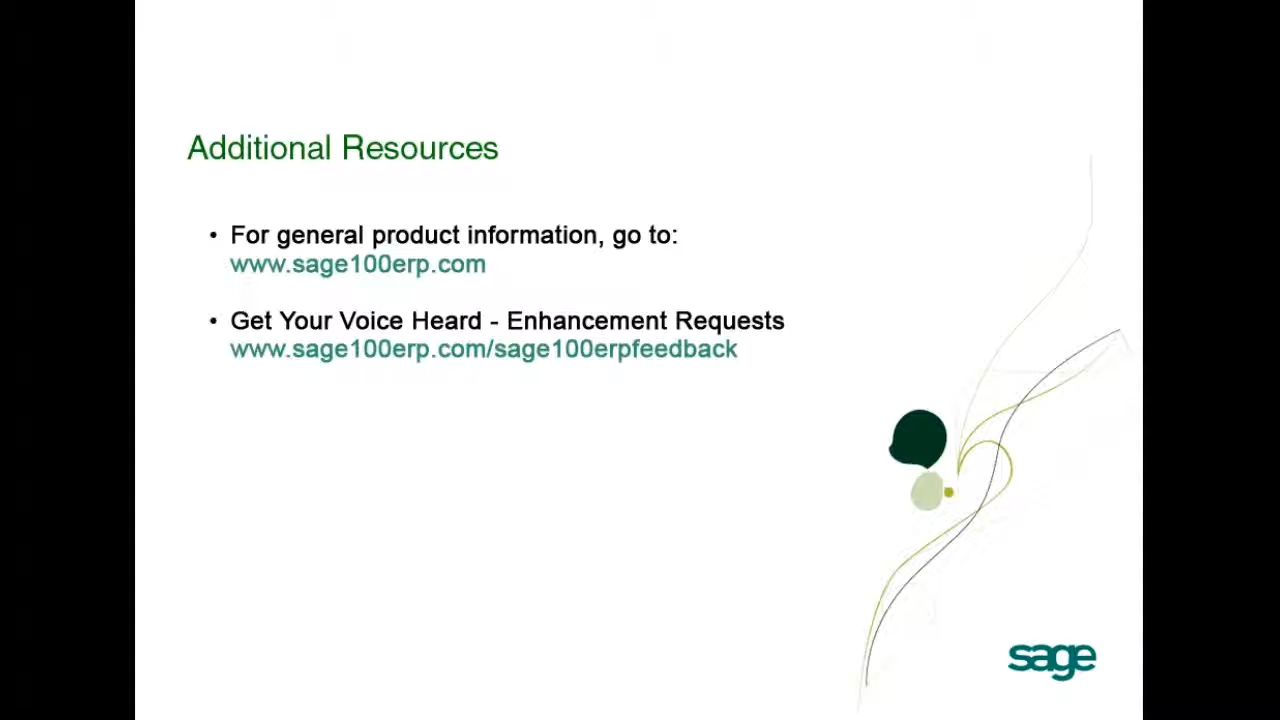 Additional Resources
• For general product information, go to:
www.sage100erp.com
• Get Your Voice Heard - Enhancement Requests
www.sage100erp.com/sage100erpfeedback
sage